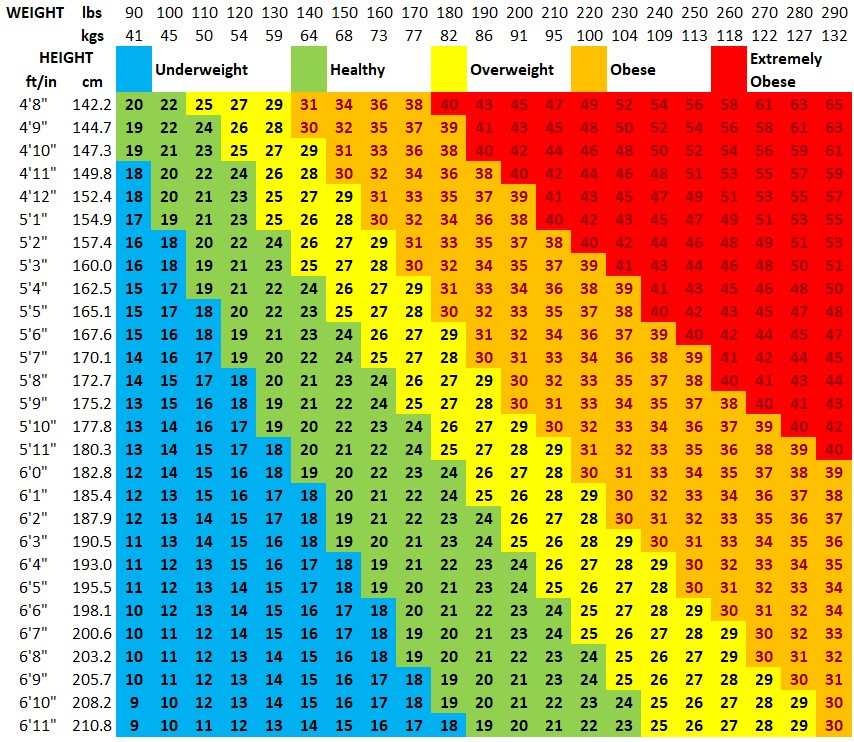 WEIGHT lbs 90 100 110 120 130 140 150 160 170 180 190 200 210 220 230 240 250 260 270 280 290
kgs 41 45 50 54 59 64 68 73 77 82 86 91 95 100 104 109 113 118 122 127 132
HEIGHT Underweight Healthy Overweight Obese Extremely
ft/in cm Obese
4'8" 142.2 20 22 25 27 29 31 34 36 38 40 43 45 47 49 52 54 56 58 61 63 65
4'9" 144.7 19 22 24 26 28 30 32 35 37 39 41 43 45 48 50 52 54 56 58 61 63
4'10" 147.3 19 21 23 25 27 29 31 33 36 38 40 42 44 46 48 50 52 54 56 59 61
4'11" 149.8 18 20 22 24 26 28 30 32 34 36 38 40 42 44 46 48 51 53 55 57 59
4'12" 152.4 18 20 21 23 25 27 29 31 33 35 37 39 41 43 45 47 49 51 53 55 57
5'1" 154.9 17 19 21 23 25 26 28 30 32 34 36 38 40 42 43 45 47 49 51 53 55
5'2" 157.4 16 18 20 22 24 26 27 29 31 33 35 37 38 40 42 44 46 48 49 51 53
5'3" 160.0 16 18 19 21 23 25 27 28 30 32 34 35 37 39 41 43 44 46 48 50 51
5'4" 162.5 15 17 19 21 22 24 26 27 29 31 33 34 36 38 39 41 43 45 46 48 50
5'5" 165.1 15 17 18 20 22 23 25 27 28 30 32 33 35 37 38 40 42 43 45 47 48
5'6" 167.6 15 16 18 19 21 23 24 26 27 29 31 32 34 36 37 39 40 42 44 45 47
5'7" 170.1 14 16 17 19 20 22 24 25 27 28 30 31 33 34 36 38 39 41 42 44 45
5'8" 172.7 14 15 17 18 20 21 23 24 26 27 29 30 32 33 35 37 38 40 41 43 44
5'9" 175.2 13 15 16 18 19 21 22 24 25 27 28 30 31 33 34 35 37 38 40 41 43
5'10" 177.8 13 14 16 17 19 20 22 23 24 26 27 29 30 32 33 34 36 37 39 40 42
5'11" 180.3 13 14 15 17 18 20 21 22 24 25 27 28 29 31 32 33 35 36 38 39 40
6'0" 182.8 12 14 15 16 18 19 20 22 23 24 26 27 28 30 31 33 34 35 37 38 39
6'1" 185.4 12 13 15 16 17 18 20 21 22 24 25 26 28 29 30 32 33 34 36 37 38
6'2" 187.9 12 13 14 15 17 18 19 21 22 23 24 26 27 28 30 31 32 33 35 36 37
6'3" 190.5 11 13 14 15 16 18 19 20 21 23 24 25 26 28 29 30 31 33 34 35 36
6'4" 193.0 11 12 13 15 16 17 18 19 21 22 23 24 26 27 28 29 30 32 33 34 35
6'5" 195.5 11 12 13 14 15 17 18 19 20 21 23 24 25 26 27 28 30 31 32 33 34
6'6" 198.1 10 12 13 14 15 16 17 18 20 21 22 23 24 25 27 28 29 30 31 32 34
6'7" 200.6 10 11 12 14 15 16 17 18 19 20 21 23 24 25 26 27 28 29 30 32 33
6'8" 203.2 10 11 12 13 14 15 16 18 19 20 21 22 23 24 25 26 27 29 30 31 32
6'9" 205.7 10 11 12 13 14 15 16 17 18 19 20 21 23 24 25 26 27 28 29 30 31
6'10" 208.2 9 10 12 13 14 15 16 17 18 19 20 21 22 23 24 25 26 27 28 29 30
6'11" 210.8 9 10 11 12 13 14 15 16 17 18 19 20 21 22 23 25 26 27 28 29 30